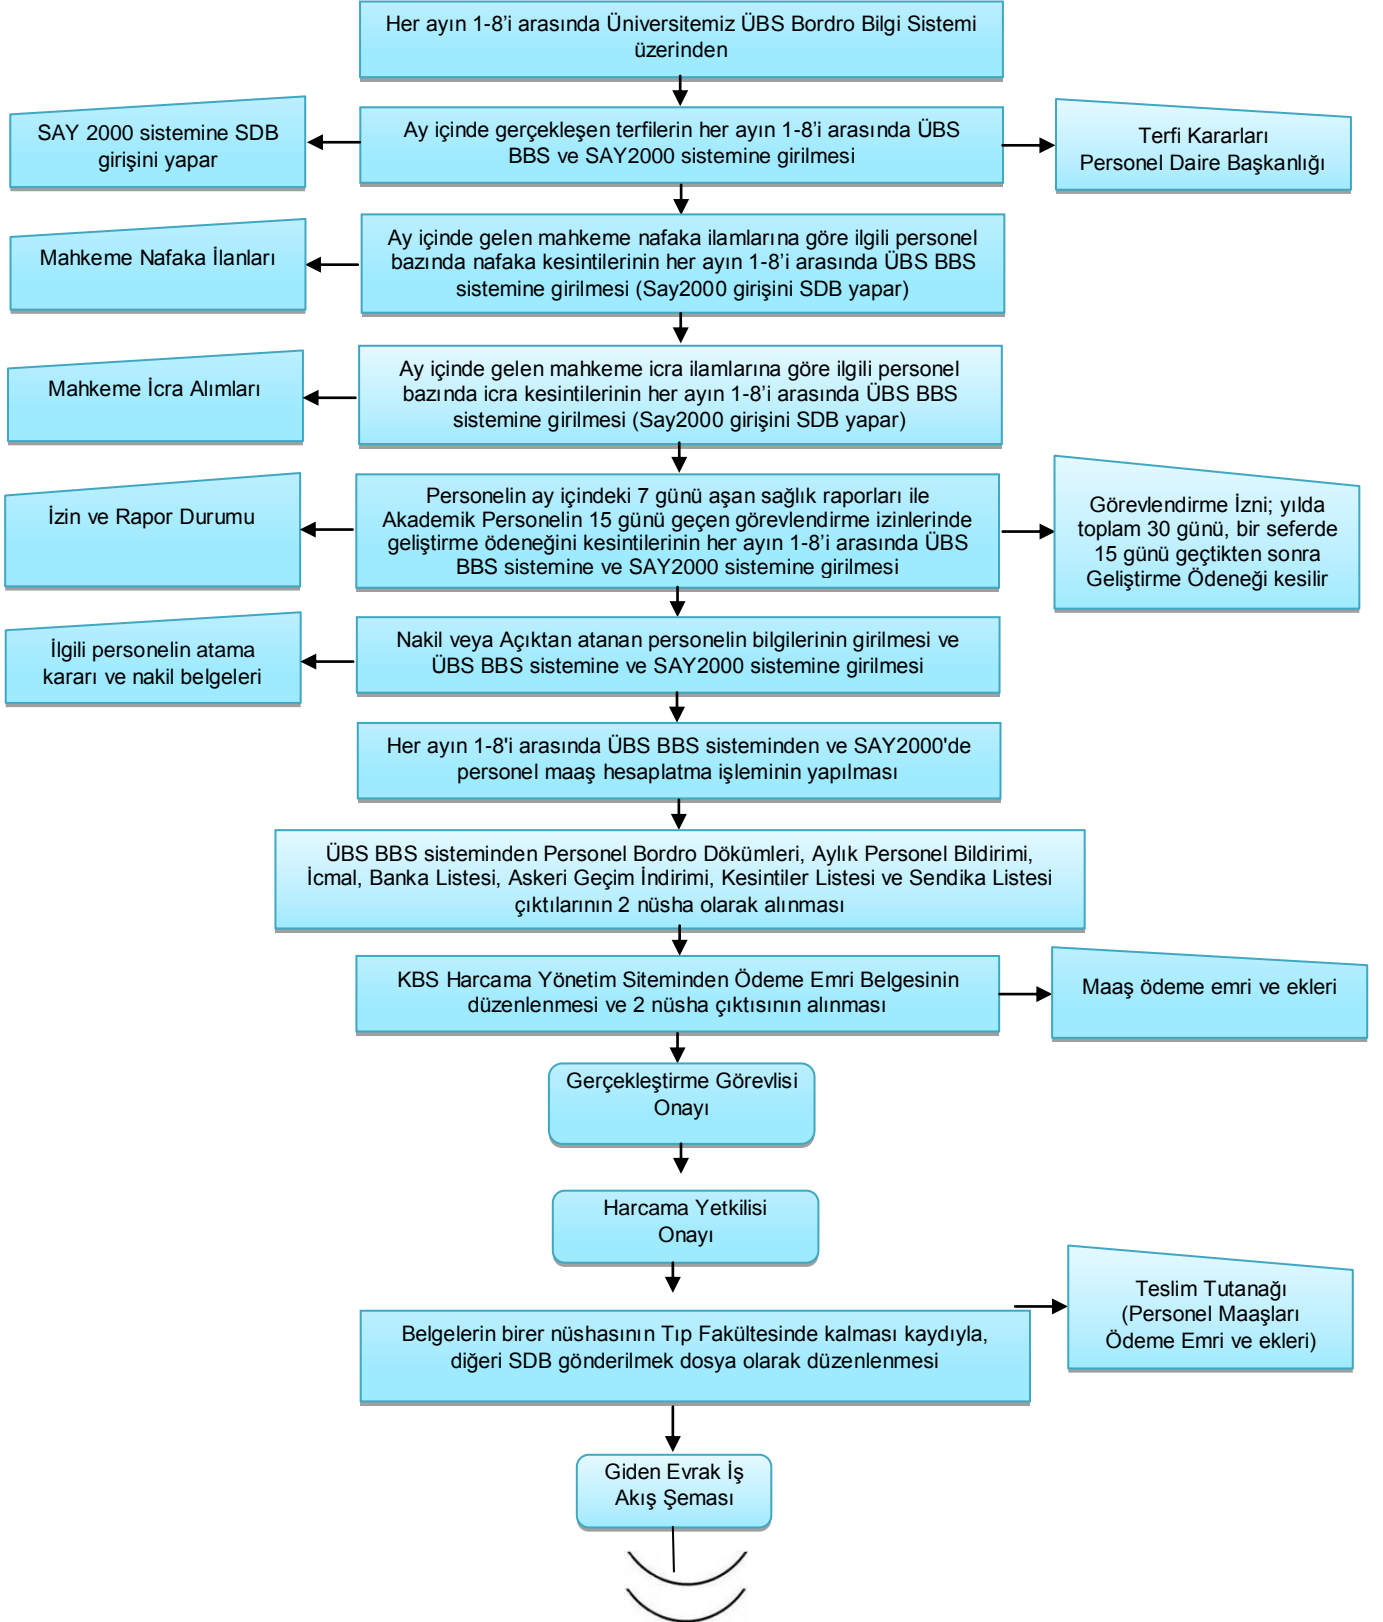 Her ayın 1-8’i arasında Üniversitemiz ÜBS Bordro Bilgi Sistemi
üzerinden
SAY 2000 sistemine SDB
girişini yapar
Ay içinde gerçekleşen terfilerin her ayın 1-8’i arasında ÜBS
BBS ve SAY2000 sistemine girilmesi
Terfi Kararları
Personel Daire Başkanlığı
Mahkeme Nafaka İlanları
Ay içinde gelen mahkeme nafaka ilamlarına göre ilgili personel
bazında nafaka kesintilerinin her ayın 1-8’i arasında ÜBS BBS
sistemine girilmesi (Say2000 girişini SDB yapar)
Mahkeme İcra Alımları
Ay içinde gelen mahkeme icra ilamlarına göre ilgili personel
bazında icra kesintilerinin her ayın 1-8’i arasında ÜBS BBS
sistemine girilmesi (Say2000 girişini SDB yapar)
İzin ve Rapor Durumu
Personelin ay içindeki 7 günü aşan sağlık raporları ile
Akademik Personelin 15 günü geçen görevlendirme izinlerinde
geliştirme ödeneğini kesintilerinin her ayın 1-8’i arasında ÜBS
BBS sistemine ve SAY2000 sistemine girilmesi
Görevlendirme İzni; yılda
toplam 30 günü, bir seferde
15 günü geçtikten sonra
Geliştirme Ödeneği kesilir
İlgili personelin atama
kararı ve nakil belgeleri
Nakil veya Açıktan atanan personelin bilgilerinin girilmesi ve
ÜBS BBS sistemine ve SAY2000 sistemine girilmesi
Her ayın 1-8'i arasında ÜBS BBS sisteminden ve SAY2000'de
personel maaş hesaplatma işleminin yapılması
ÜBS BBS sisteminden Personel Bordro Dökümleri, Aylık Personel Bildirimi,
İcmal, Banka Listesi, Askeri Geçim İndirimi, Kesintiler Listesi ve Sendika Listesi
çıktılarının 2 nüsha olarak alınması
KBS Harcama Yönetim Siteminden Ödeme Emri Belgesinin
düzenlenmesi ve 2 nüsha çıktısının alınması
Maaş ödeme emri ve ekleri
Gerçekleştirme Görevlisi
Onayı
Harcama Yetkilisi
Onayı
Teslim Tutanağı
(Personel Maaşları
Ödeme Emri ve ekleri)
Belgelerin birer nüshasının Tıp Fakültesinde kalması kaydıyla,
diğeri SDB gönderilmek dosya olarak düzenlenmesi
Giden Evrak İş
Akış Şeması